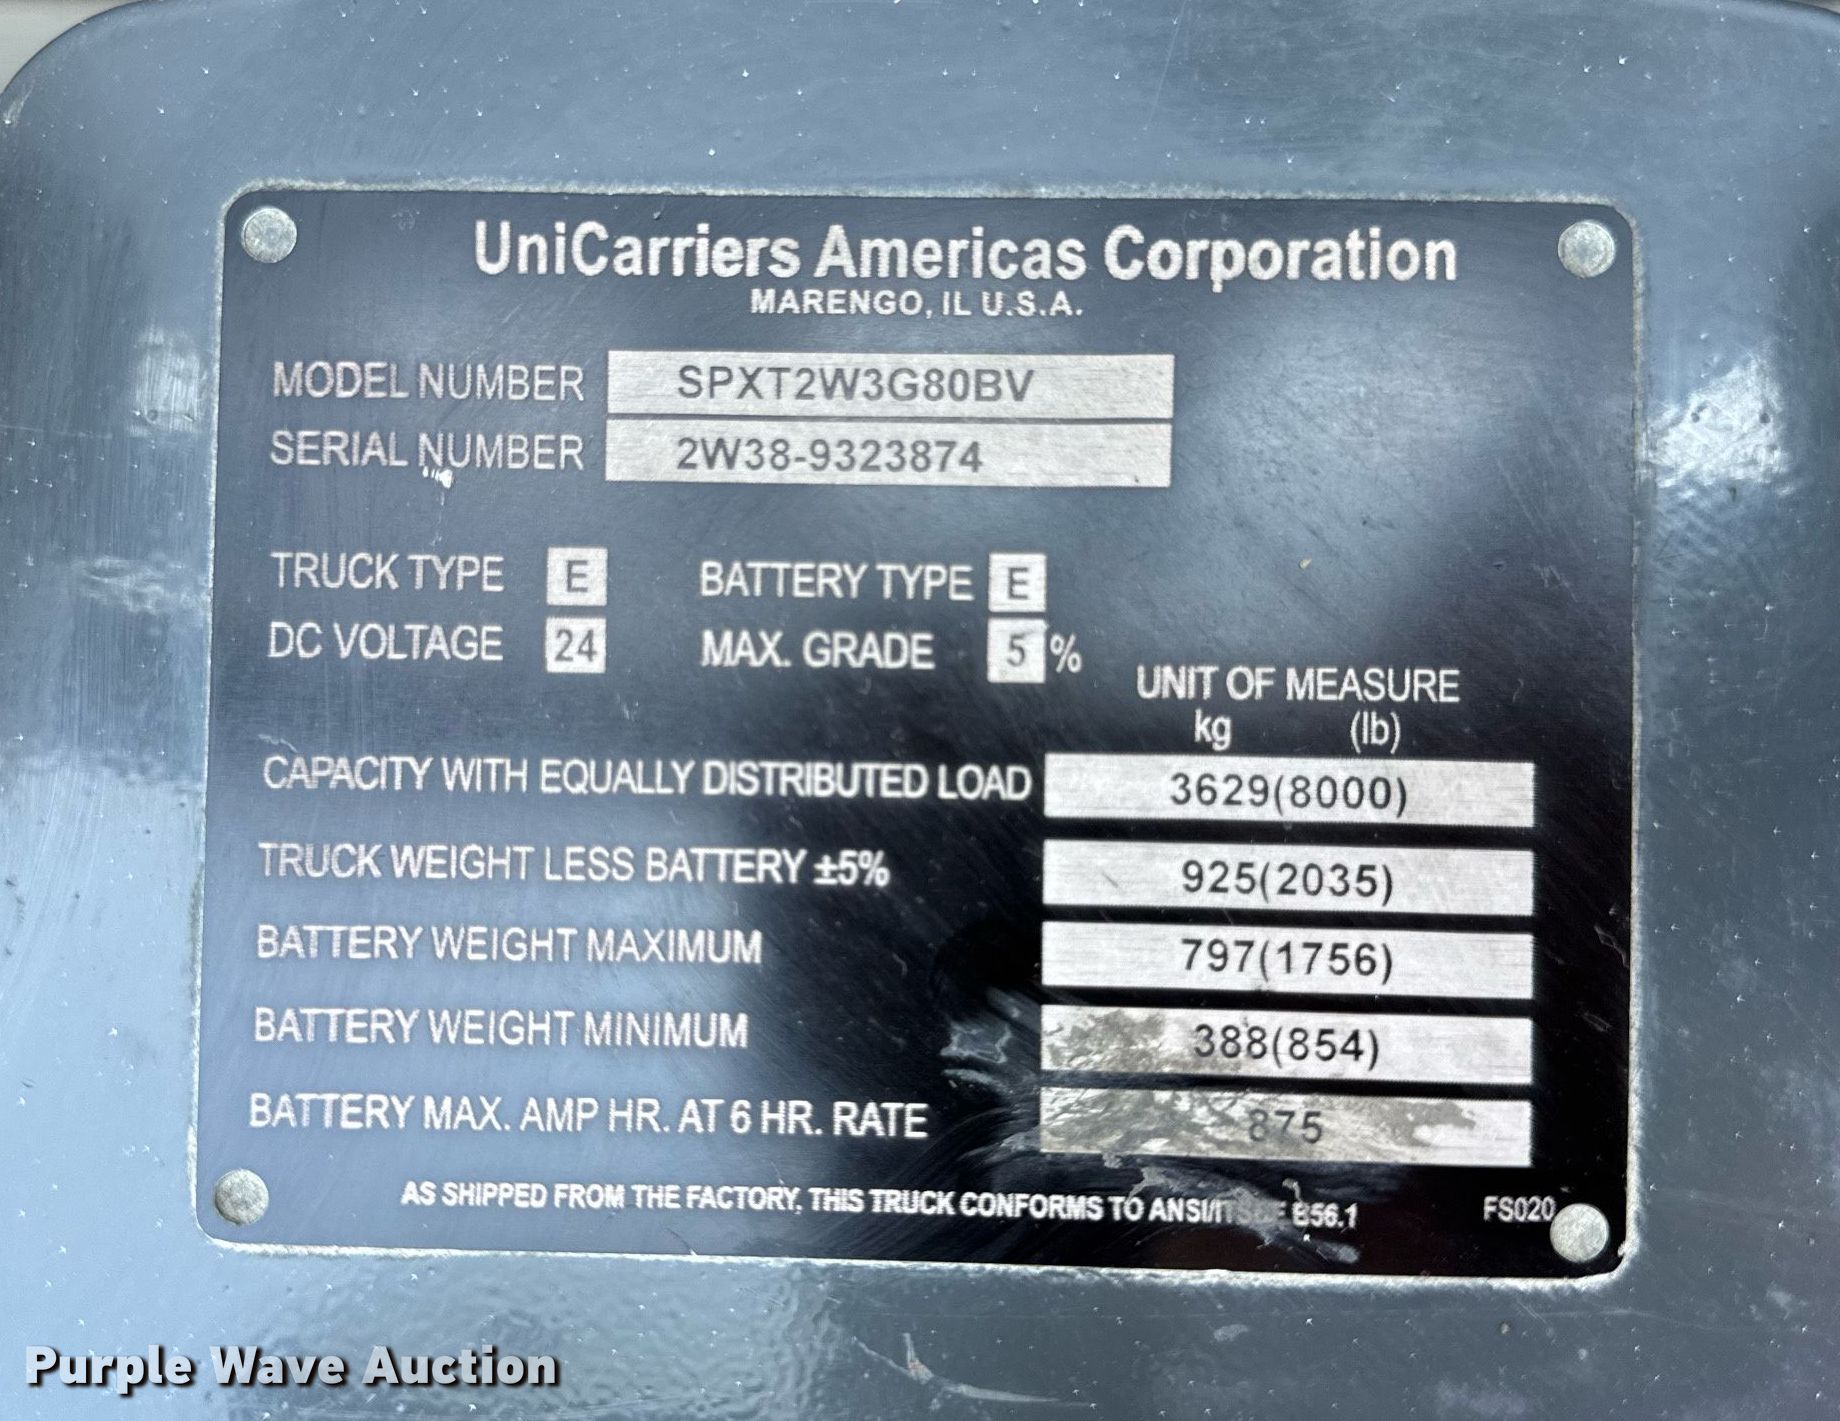 UniCarriers Americas Corporation
MARENGO, IL U.S.A.
MODEL NUMBER SPXT2W3G80BV
SERIAL NUMBER 2W38-9323874
TRUCK TYPE E BATTERY TYPE E
DC VOLTAGE 24 MAX. GRADE 5 %
UNIT OF MEASURE
kg (lb)
CAPACITY WITH EQUALLY DISTRIBUTED LOAD 3629(8000)
TRUCK WEIGHT LESS BATTERY ±5% 925(2035)
BATTERY WEIGHT MAXIMUM 797(1756)
BATTERY WEIGHT MINIMUM 388(854)
BATTERY MAX. AMP HR. AT 6 HR. RATE 875
AS SHIPPED FROM THE FACTORY, THIS TRUCK CONFORMS TO B56.1 FS020
Purple Wave Auction